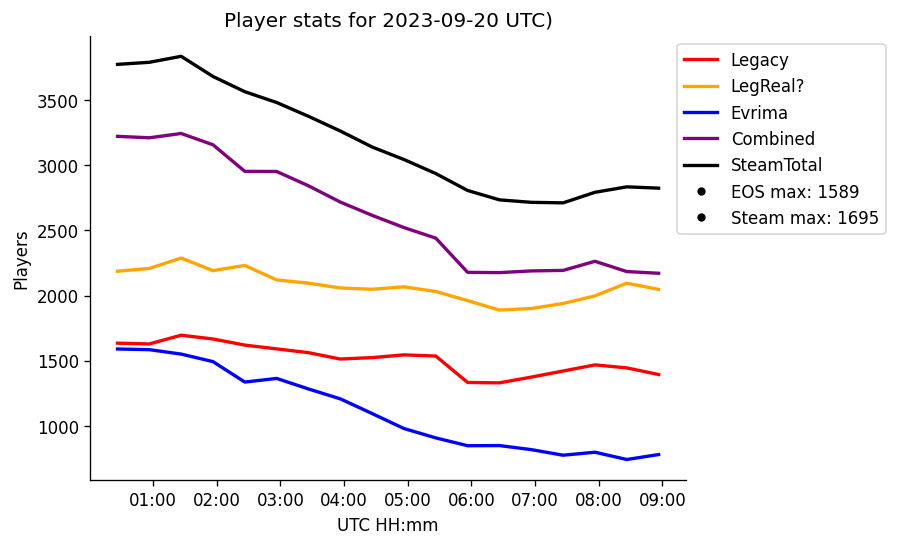 Player stats for 2023-09-20 UTC)
Legacy
LegReal?
Evrima
Combined
SteamTotal
EOS max: 1589
Steam max: 1695
Players
3500
3000
2500
2000
1500
1000
01:00 02:00 03:00 04:00 05:00 06:00 07:00 08:00 09:00
UTC HH:mm